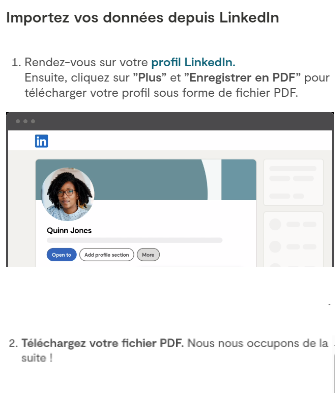 Importez vos données depuis LinkedIn
1. Rendez-vous sur votre profil LinkedIn.
Ensuite, cliquez sur "Plus" et "Enregistrer en PDF" pour
télécharger votre profil sous forme de fichier PDF.
in
Quinn Jones
Open to
Add profile section
More
.
2. Téléchargez votre fichier PDF. Nous nous occupons de la
suite !